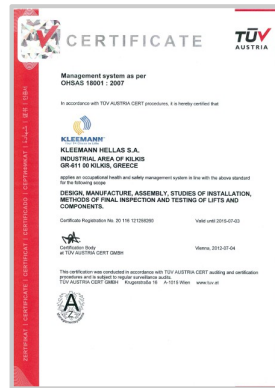 CERTIFICATE
TÜV
AUSTRIA
Management system as per
OHSAS 18001 : 2007
In accordance with TÜV AUSTRIA CERT procedures, it is hereby certified that
KLEEMANN
KLEEMANN HELLAS S.A.
INDUSTRIAL AREA OF KILKIS
GR-611 00 KILKIS, GREECE
applies an occupational health and safety management system in line with the above standard
for the following scope
DESIGN, MANUFACTURE, ASSEMBLY, STUDIES OF INSTALLATION,
METHODS OF FINAL INSPECTION AND TESTING OF LIFTS AND
COMPONENTS.
Certificate Registration No. 20 116
Valid until 2015-07-03
Certification Body
at TÜV AUSTRIA CERT GMBH
Vienna, 2012-07-04
This certification was conducted in accordance with TÜV AUSTRIA CERT auditing and certification
procedures and is subject to regular surveillance audits.
TÜV AUSTRIA CERT GMBH Krugerstraße 16 A-1015 Wien www.tuv.at
ZERTIFIKAT | CERTIFICATE | CERTIFICAT | CERTIFICADO